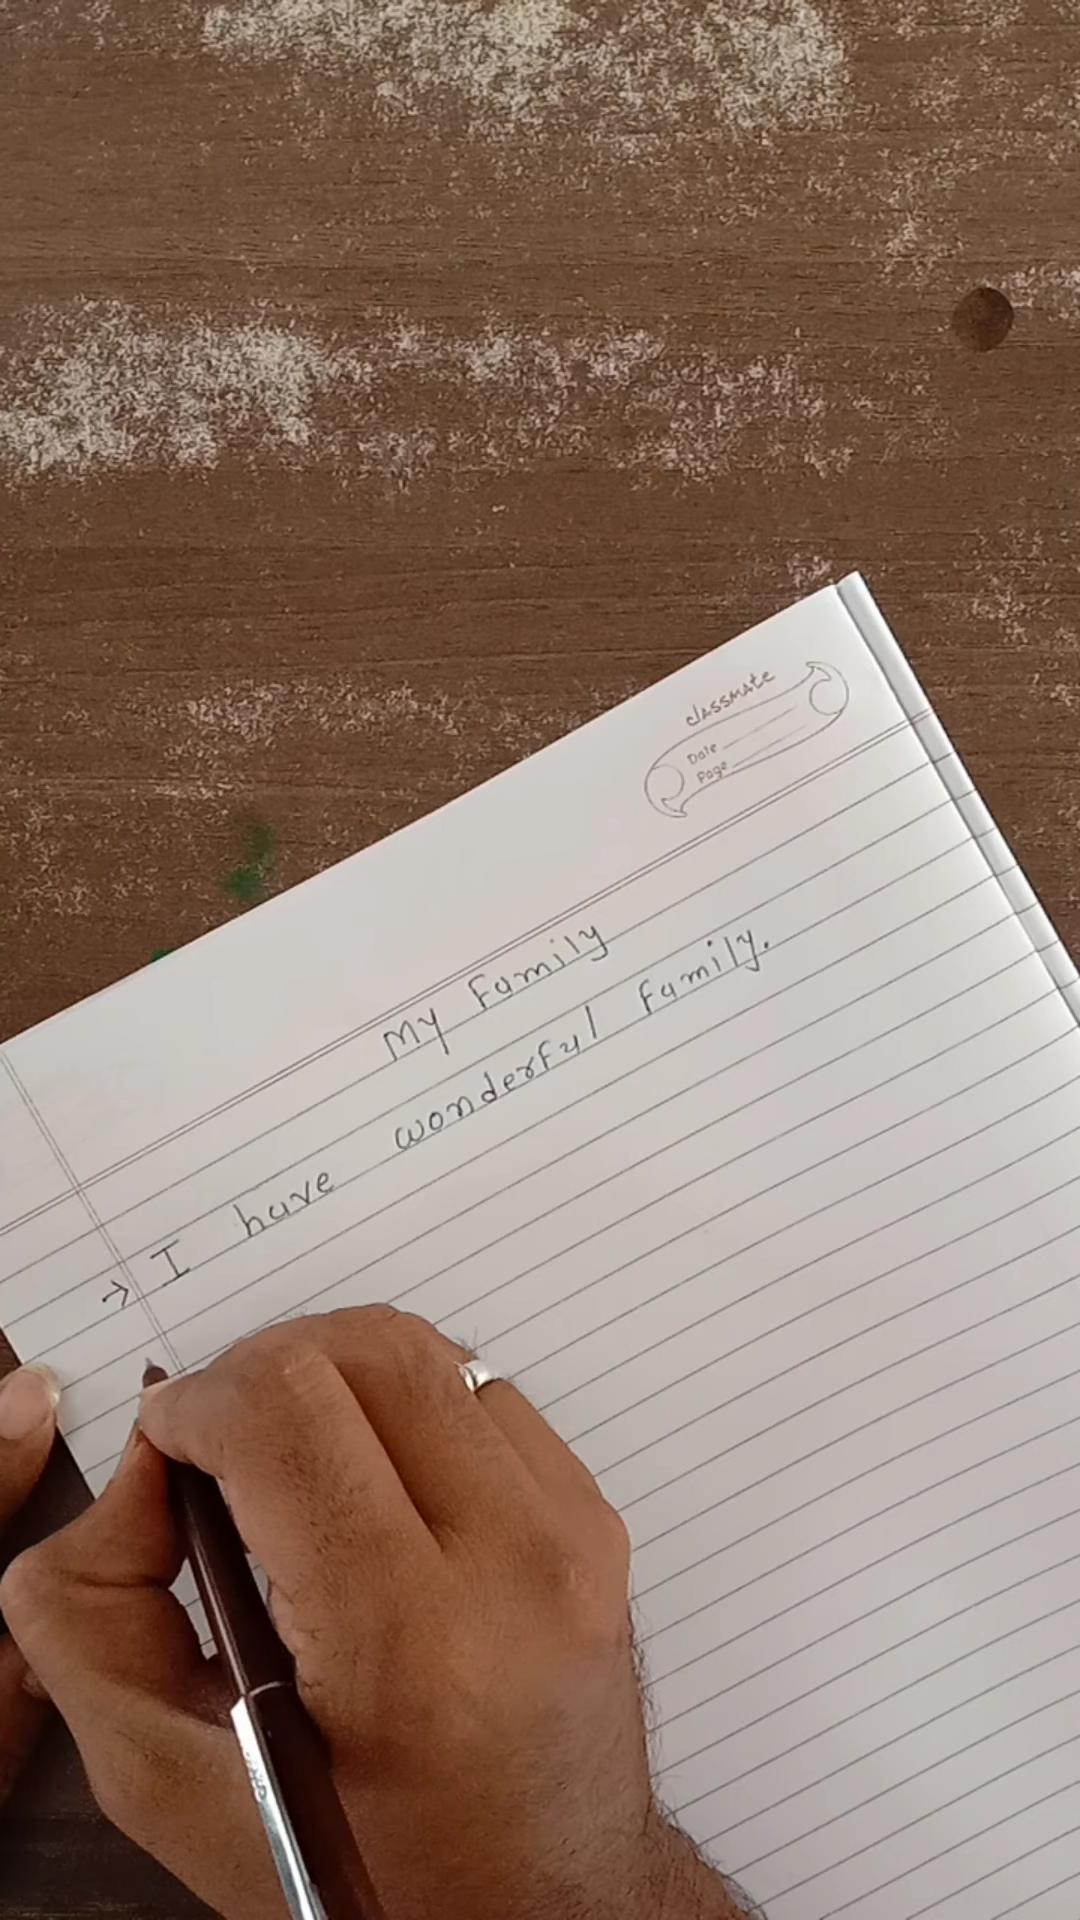 classmate
Date
Page
My Family
→ I have wonderful family.